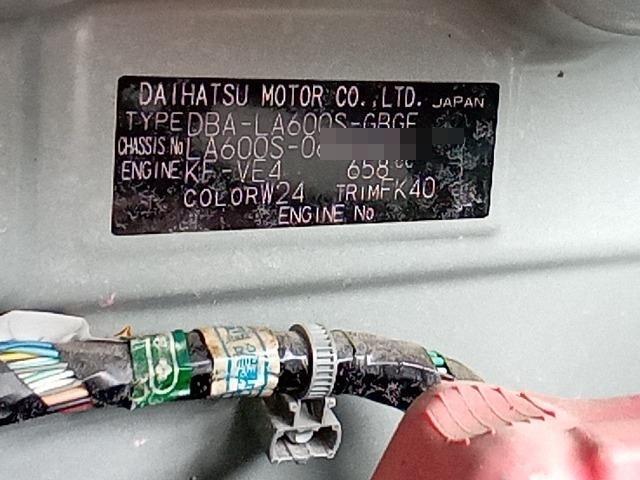 DAIHATSU MOTOR CO.,LTD. JAPAN
TYPE DBA-LA600S-GBGF
CHASSIS No LA600S-0
ENGINE KF-VE4 658 cc
COLOR W24 TRIM FK40
ENGINE No